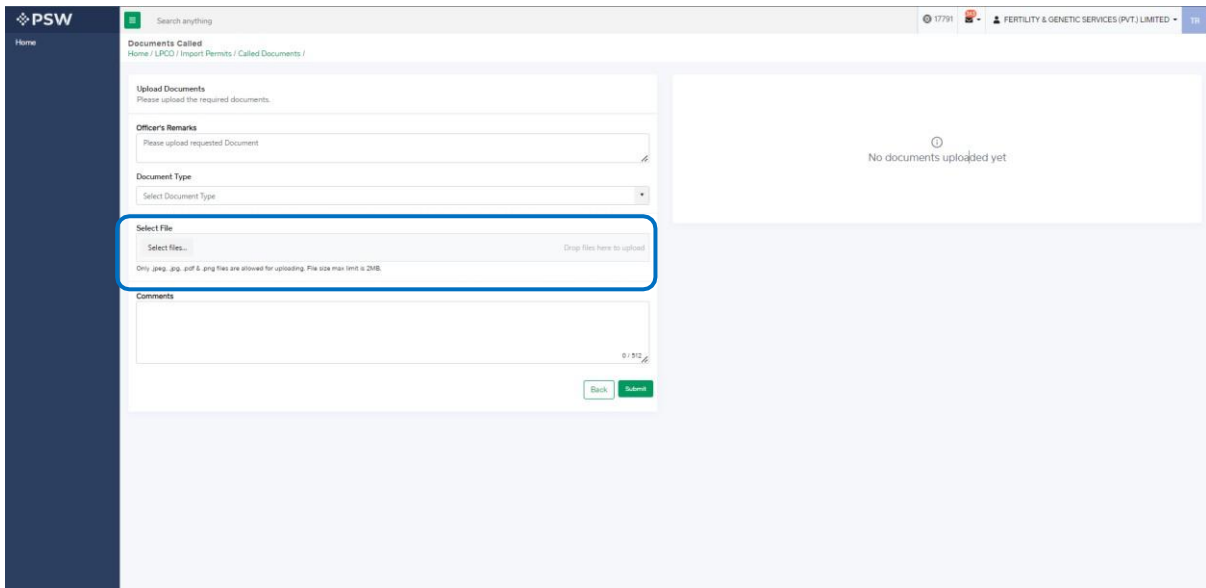 PSW
Search anything
17791
FERTILITY & GENETIC SERVICES (PVT.) LIMITED
Home
Documents Called
Home / LPCO / Import Permits / Called Documents /
Upload Documents
Please upload the required documents.
Officer's Remarks
Please upload requested Document
No documents uploaded yet
Document Type
Select Document Type
Select File
Select files...
Drop files here to upload
Only .jpeg, .jpg, .pdf & .png files are allowed for uploading. File size max limit is 2MB.
Comments
0 / 512
Back
Submit